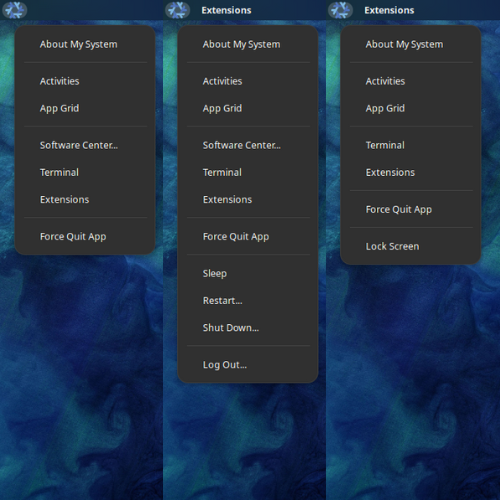 About My System
Activities
App Grid
Software Center...
Terminal
Extensions
Force Quit App
Extensions
About My System
Activities
App Grid
Software Center...
Terminal
Extensions
Force Quit App
Sleep
Restart...
Shut Down...
Log Out...
Extensions
About My System
Activities
App Grid
Terminal
Extensions
Force Quit App
Lock Screen